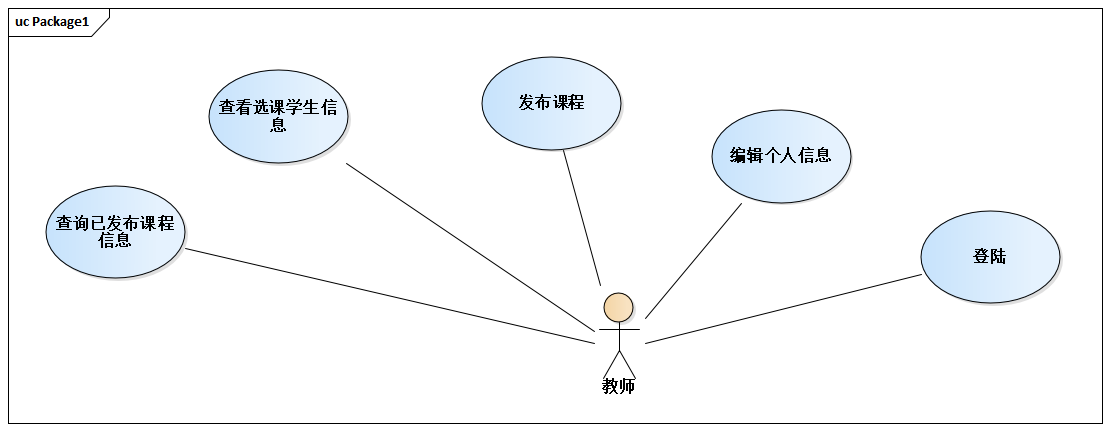 uc Package1
发布课程
查看选课学生信
息
编辑个人信息
查询已发布课程
信息
登陆
教师